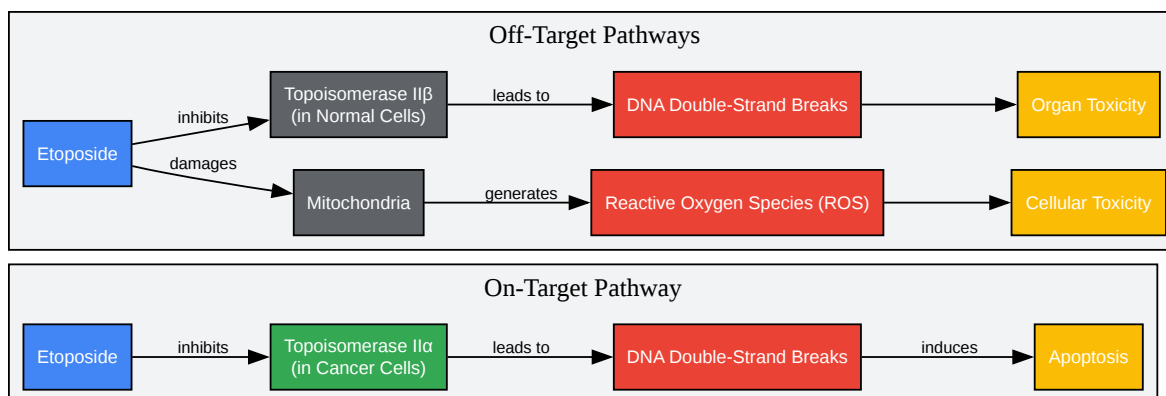 Off-Target Pathways
Etoposide
inhibits
Topoisomerase IIβ
(in Normal Cells)
leads to
DNA Double-Strand Breaks
Organ Toxicity
damages
Mitochondria
generates
Reactive Oxygen Species (ROS)
Cellular Toxicity
On-Target Pathway
Etoposide
inhibits
Topoisomerase IIα
(in Cancer Cells)
leads to
DNA Double-Strand Breaks
induces
Apoptosis